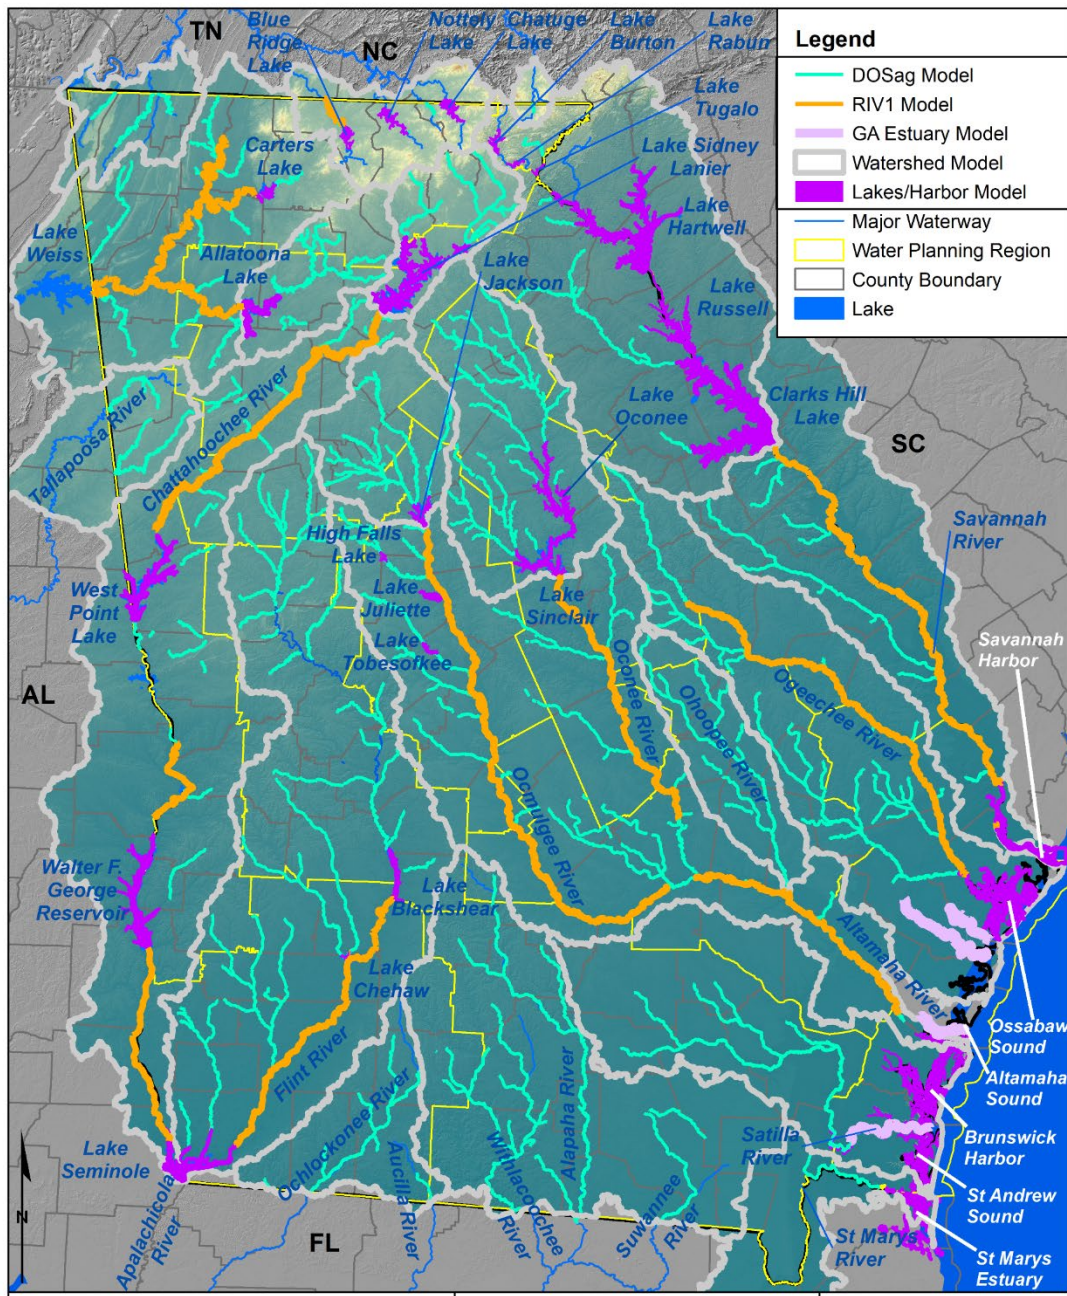 TN
NC
Blue
Ridge
Lake
Nottely
Lake
Chatuge
Lake
Lake
Burton
Lake
Rabun
Lake
Tugalo
Lake Sidney
Lanier
Legend
DOSag Model
RIV1 Model
GA Estuary Model
Watershed Model
Lakes/Harbor Model
Major Waterway
Water Planning Region
County Boundary
Lake
Carters
Lake
Lake
Hartwell
Lake
Weiss
Allatoona
Lake
Lake
Jackson
Lake
Russell
Tallapoosa River
Chattahoochee River
Lake
Oconee
Clarks Hill
Lake
SC
Savannah
River
High Falls
Lake
Lake
Juliette
Lake
Tobesofkee
Lake
Sinclair
West
Point
Lake
Savannah
Harbor
AL
Oconee River
Ohoopee River
Ogeechee River
Ocmulgee River
Walter F.
George
Reservoir
Lake
Blackshear
Altamaha River
Lake
Chehaw
Flint River
Ossabaw
Sound
Altamaha
Sound
Brunswick
Harbor
Satilla
River
St Andrew
Sound
St Marys
Estuary
St Marys
River
Lake
Seminole
Apalachicola
River
Ochlockonee River
Aucilla River
Withlacoochee
River
Alapaha River
Suwannee
River
FL
N